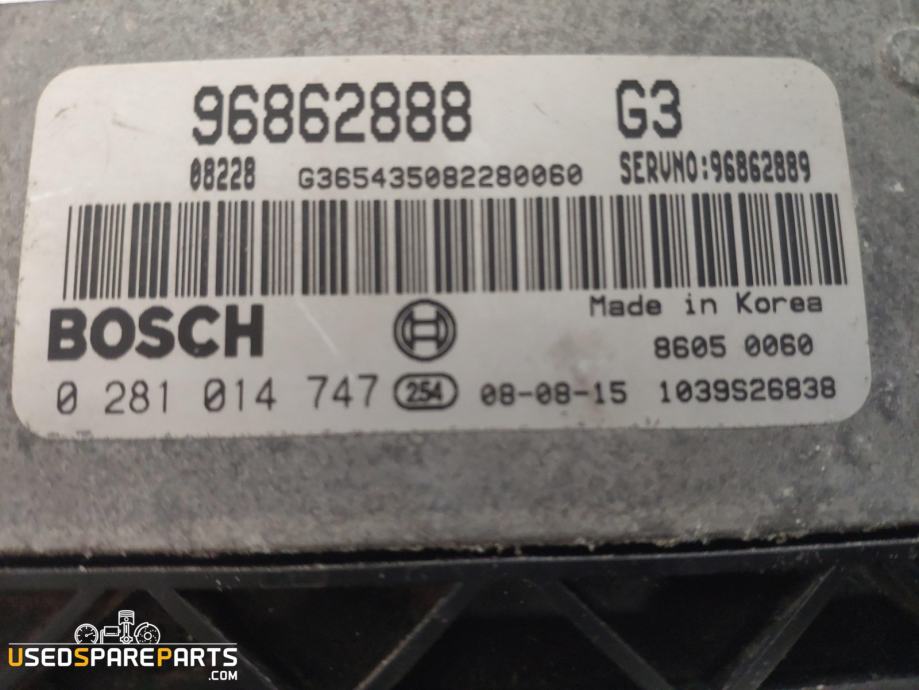 96862888 G3
08228 G365435082280060 SERVNO:96862889
Made in Korea
BOSCH
8605 0060
0 281 014 747 254 08-08-15 1039S26838
USEDSPAREPARTS
.COM